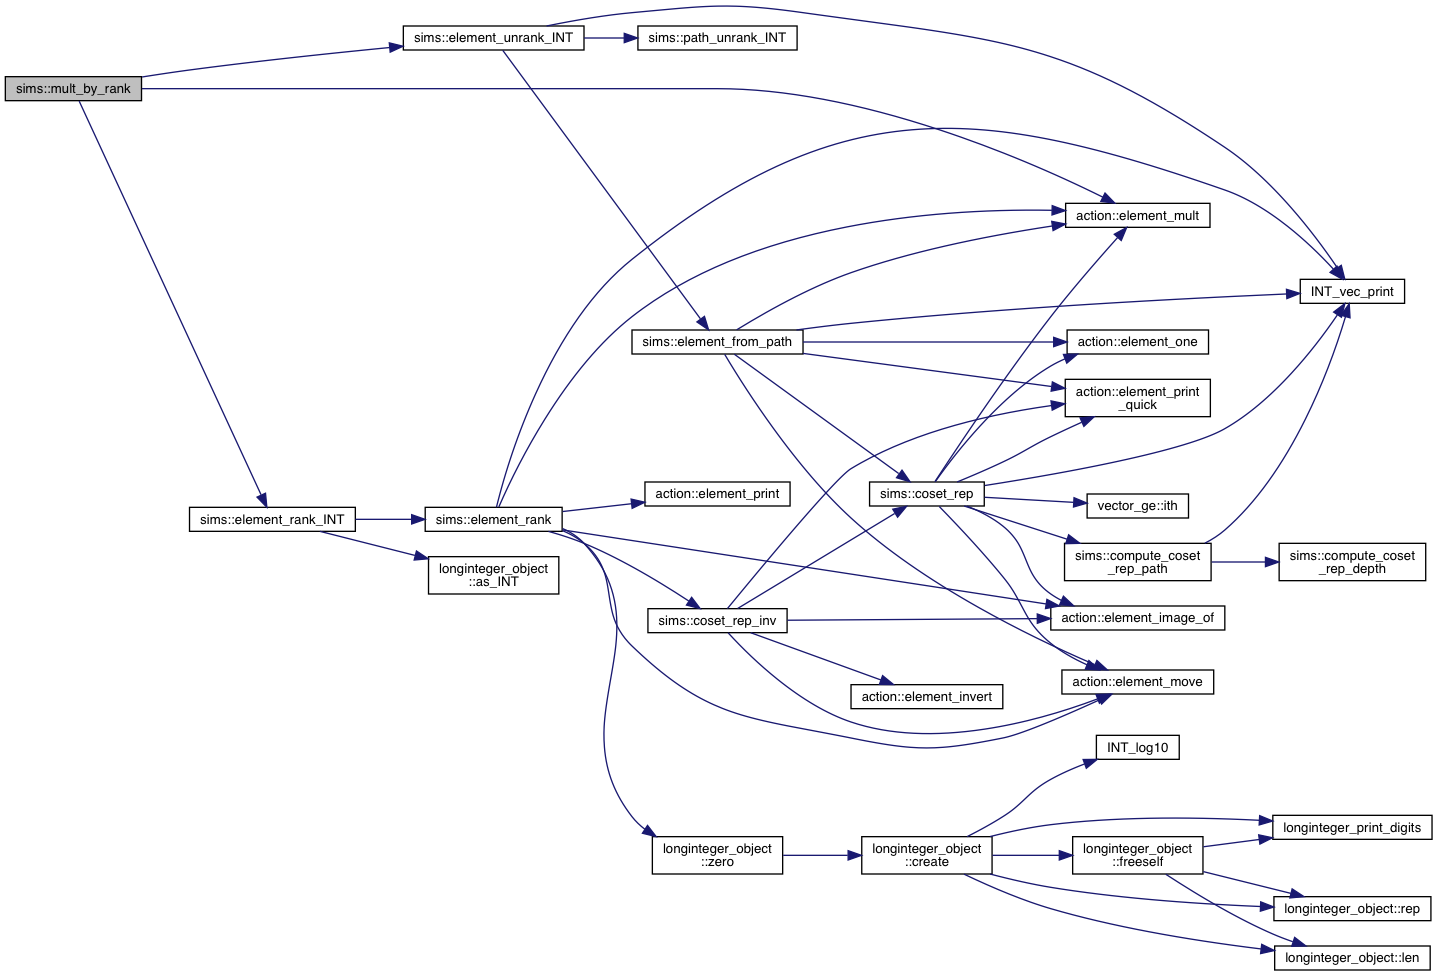 sims::element_unrank_INT
sims::path_unrank_INT
sims::mult_by_rank
action::element_mult
INT_vec_print
sims::element_from_path
action::element_one
action::element_print
_quick
sims::coset_rep
action::element_print
vector_ge::ith
sims::element_rank_INT
sims::element_rank
sims::compute_coset
_rep_path
sims::compute_coset
_rep_depth
longinteger_object
::as_INT
sims::coset_rep_inv
action::element_image_of
action::element_move
action::element_invert
INT_log10
longinteger_print_digits
longinteger_object
::zero
longinteger_object
::create
longinteger_object
::freeself
longinteger_object::rep
longinteger_object::len